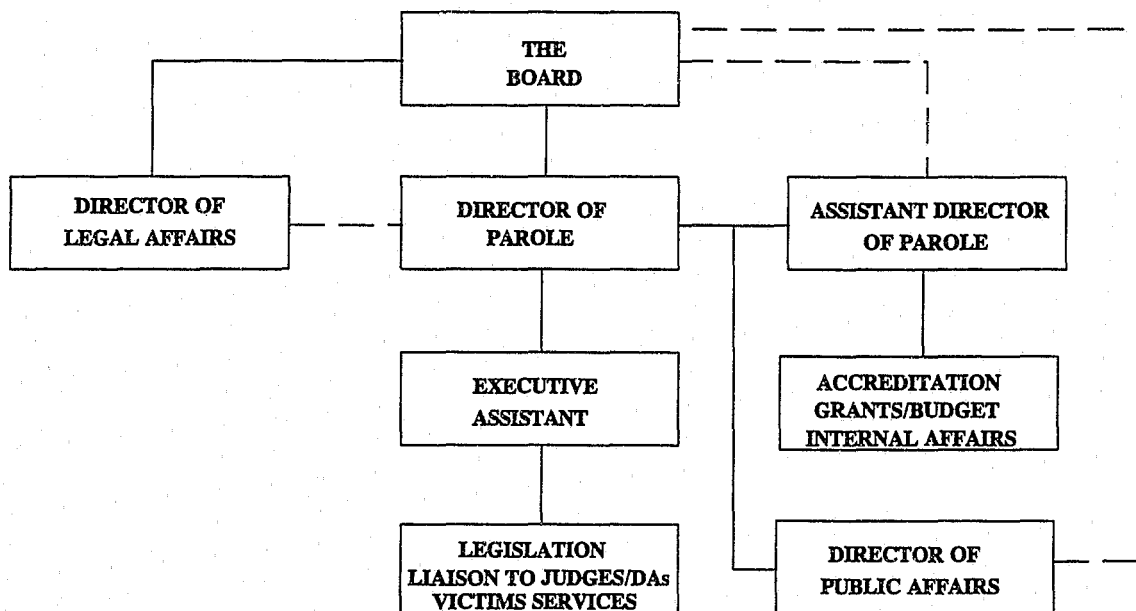 THE
BOARD
DIRECTOR OF
LEGAL AFFAIRS
DIRECTOR OF
PAROLE
ASSISTANT DIRECTOR
OF PAROLE
EXECUTIVE
ASSISTANT
ACCREDITATION
GRANTS/BUDGET
INTERNAL AFFAIRS
LEGISLATION
LIAISON TO JUDGES/DAs
VICTIMS SERVICES
DIRECTOR OF
PUBLIC AFFAIRS